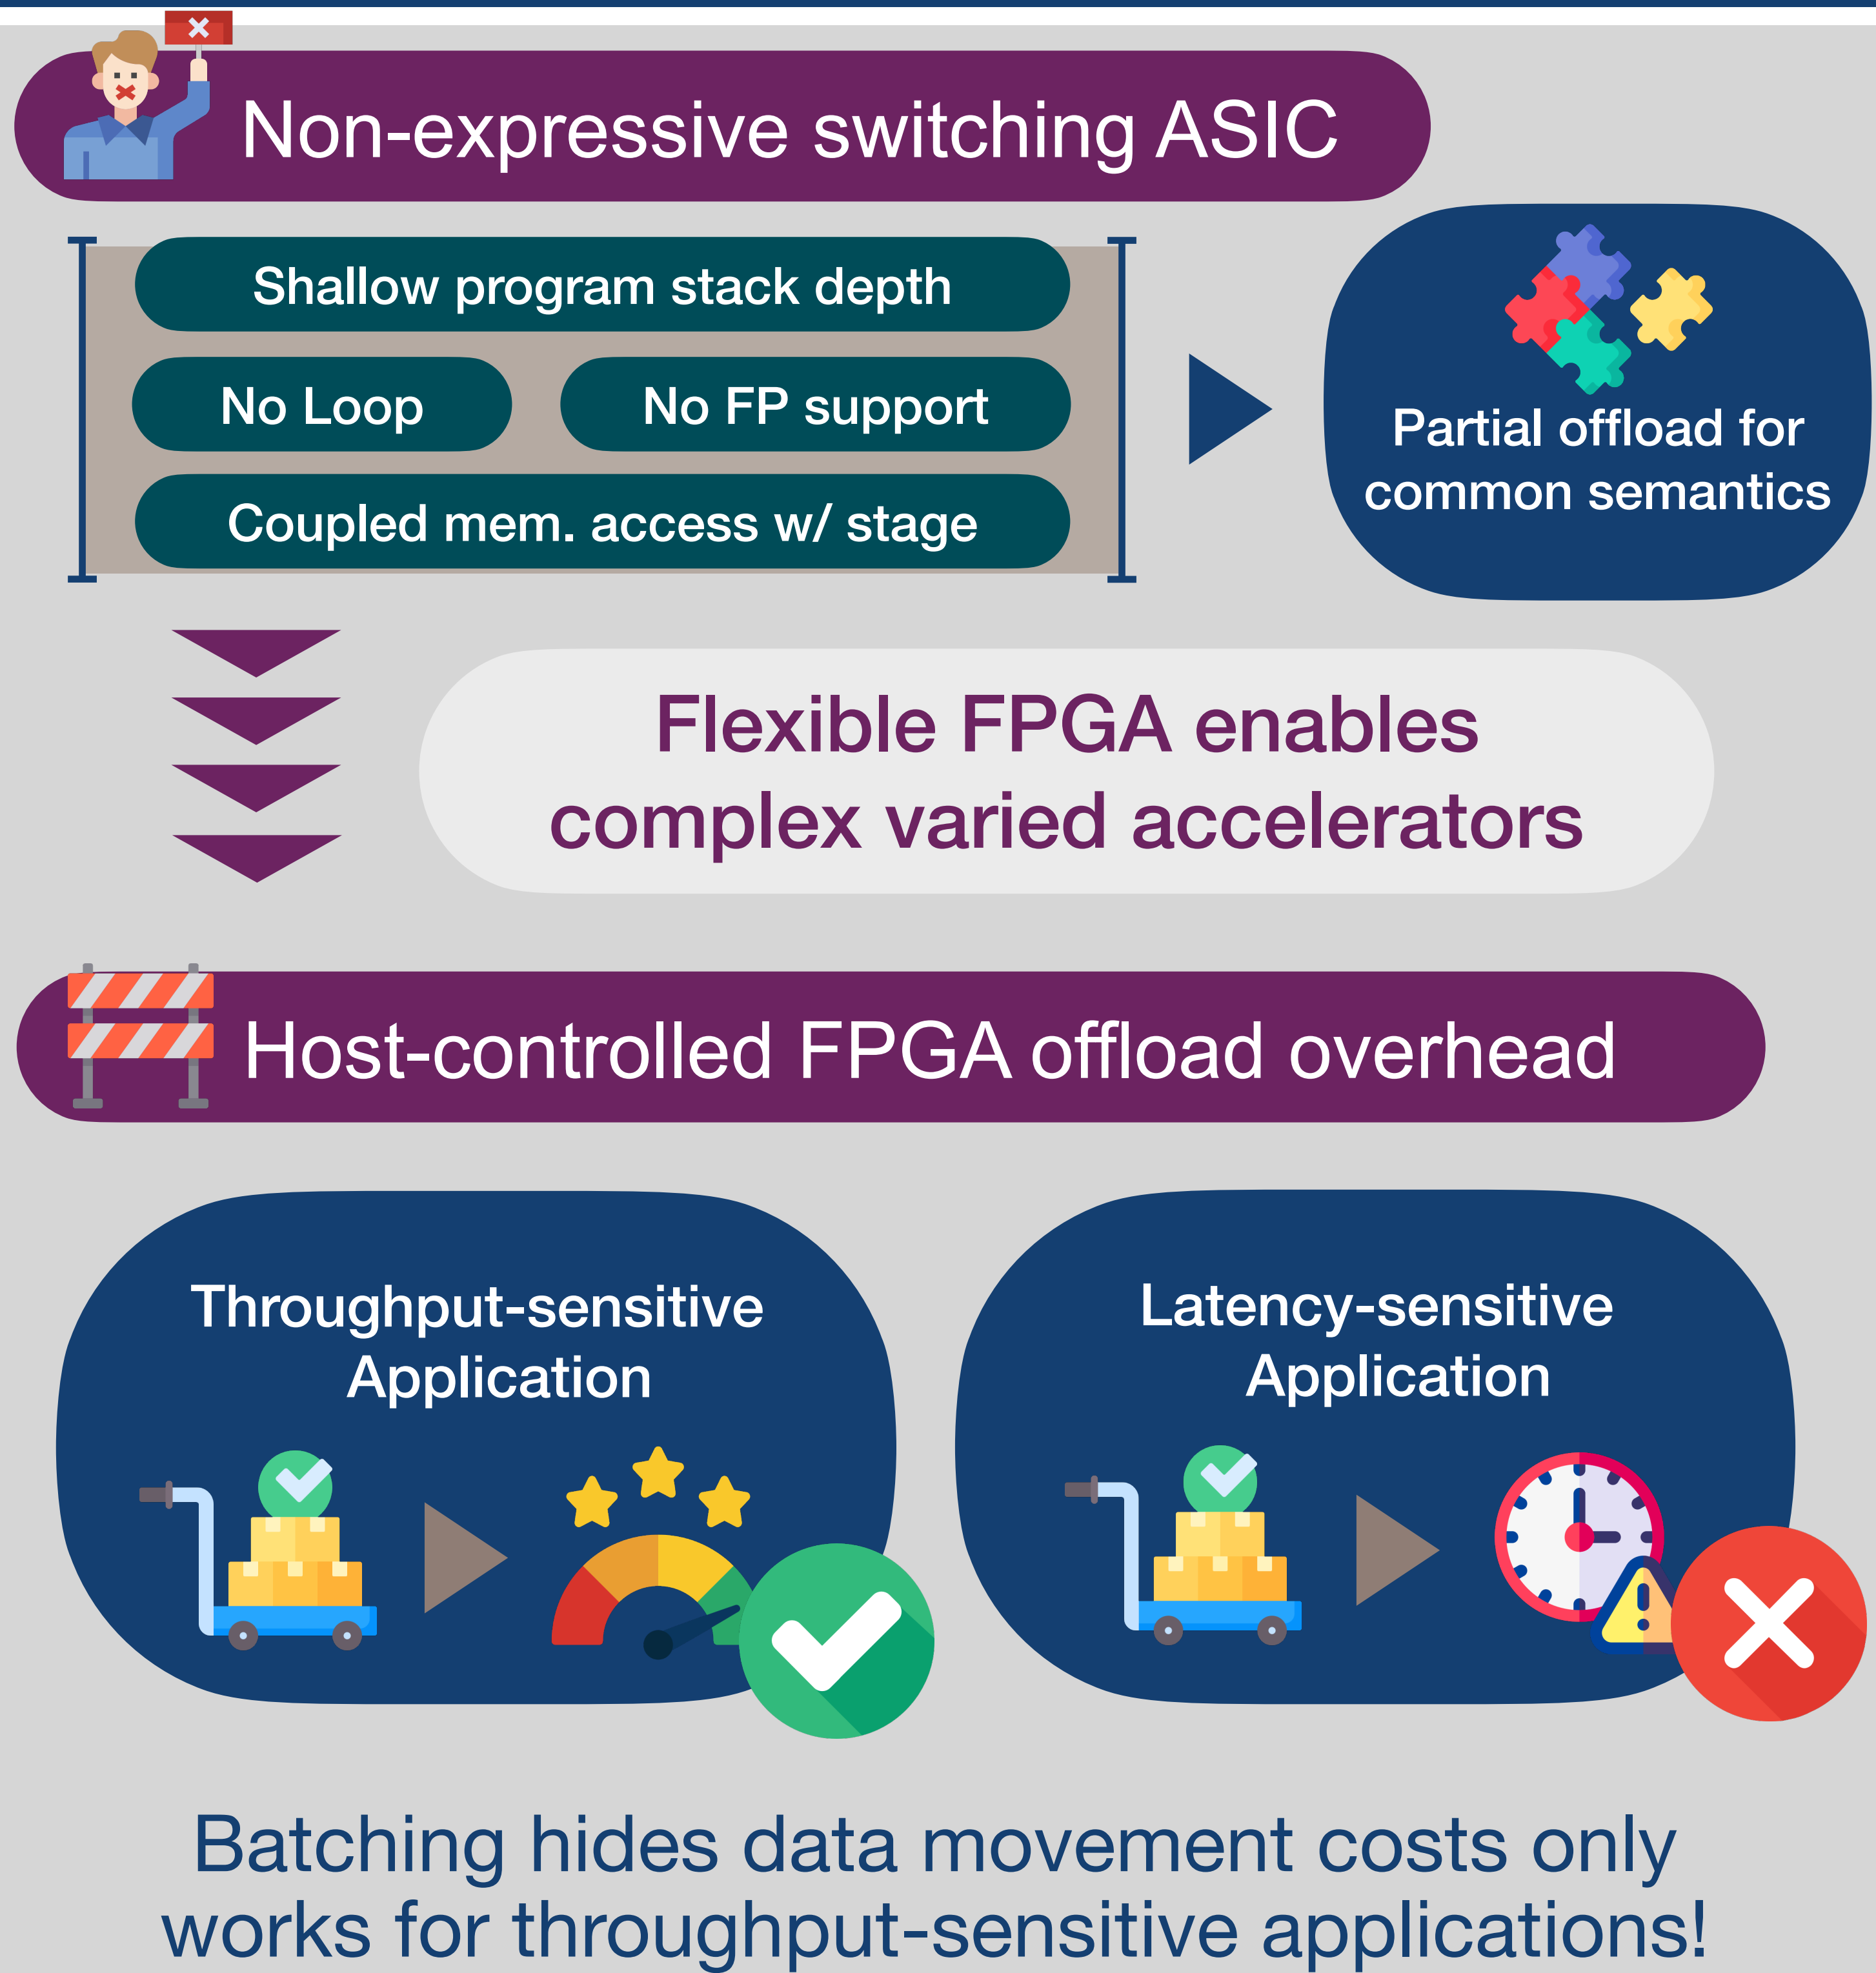 Non-expressive switching ASIC
Shallow program stack depth
No Loop
No FP support
Coupled mem. access w/ stage
Partial offload for
common semantics
Flexible FPGA enables
complex varied accelerators
Host-controlled FPGA offload overhead
Throughput-sensitive
Application
Latency-sensitive
Application
Batching hides data movement costs only
works for throughput-sensitive applications!